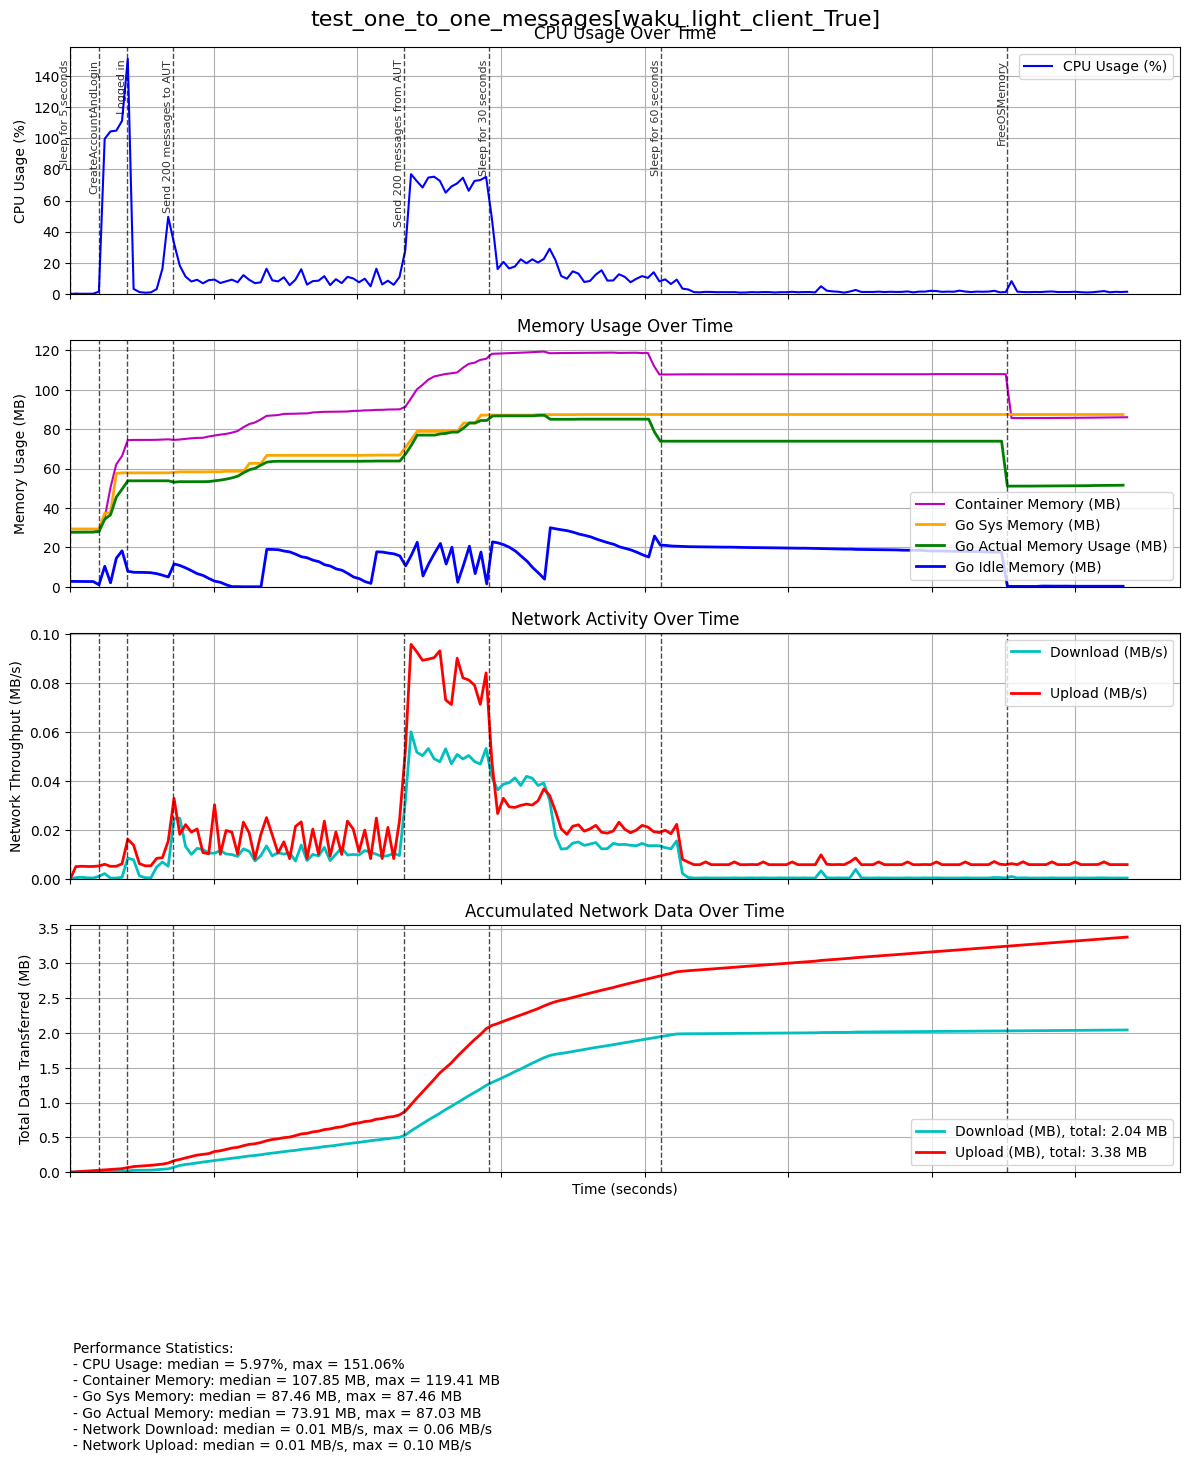 test_one_to_one_messages[waku_light_client_True]
CPU Usage Over Time
CPU Usage (%)
140
120
100
80
60
40
20
0
Sleep for 5 seconds
CreateAccountAndLogin
Logged in
Send 200 messages to AUT
Send 200 messages from AUT
Sleep for 30 seconds
Sleep for 60 seconds
FreeOSMemory
CPU Usage (%)
Memory Usage Over Time
Memory Usage (MB)
120
100
80
60
40
20
0
Container Memory (MB)
Go Sys Memory (MB)
Go Actual Memory Usage (MB)
Go Idle Memory (MB)
Network Activity Over Time
Network Throughput (MB/s)
0.10
0.08
0.06
0.04
0.02
0.00
Download (MB/s)
Upload (MB/s)
Accumulated Network Data Over Time
Total Data Transferred (MB)
3.5
3.0
2.5
2.0
1.5
1.0
0.5
0.0
Download (MB), total: 2.04 MB
Upload (MB), total: 3.38 MB
Time (seconds)
Performance Statistics:
- CPU Usage: median = 5.97%, max = 151.06%
- Container Memory: median = 107.85 MB, max = 119.41 MB
- Go Sys Memory: median = 87.46 MB, max = 87.46 MB
- Go Actual Memory: median = 73.91 MB, max = 87.03 MB
- Network Download: median = 0.01 MB/s, max = 0.06 MB/s
- Network Upload: median = 0.01 MB/s, max = 0.10 MB/s